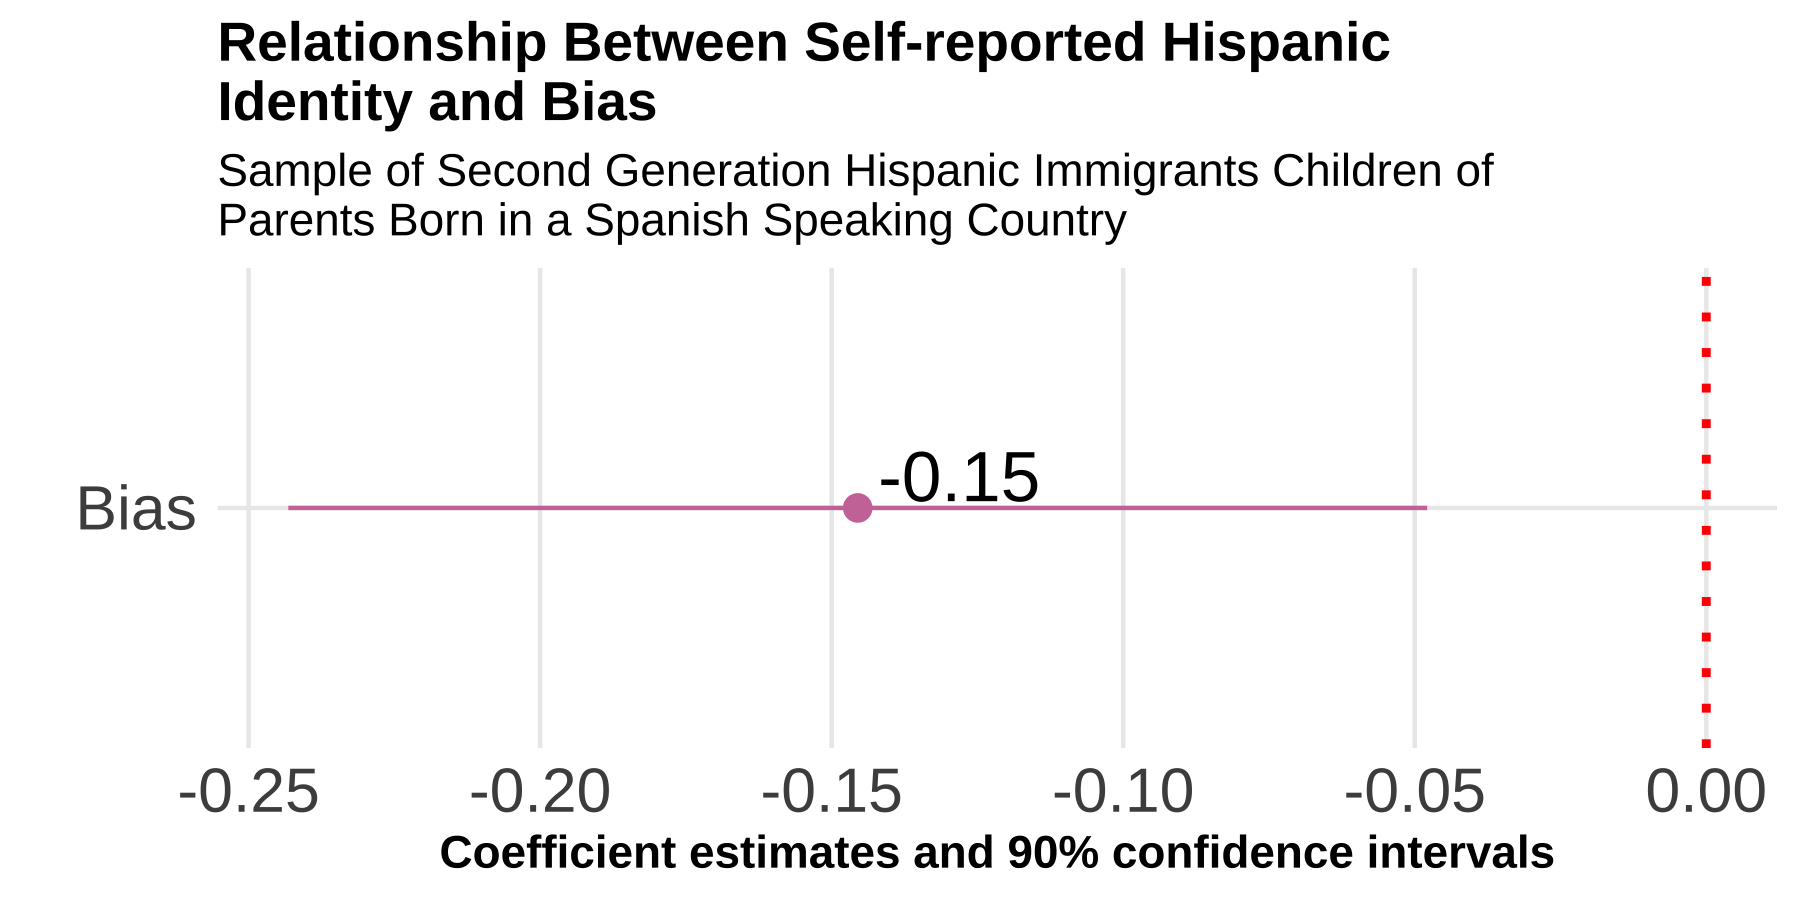 Relationship Between Self-reported Hispanic
Identity and Bias
Sample of Second Generation Hispanic Immigrants Children of
Parents Born in a Spanish Speaking Country
-0.15
Bias
-0.25 -0.20 -0.15 -0.10 -0.05 0.00
Coefficient estimates and 90% confidence intervals